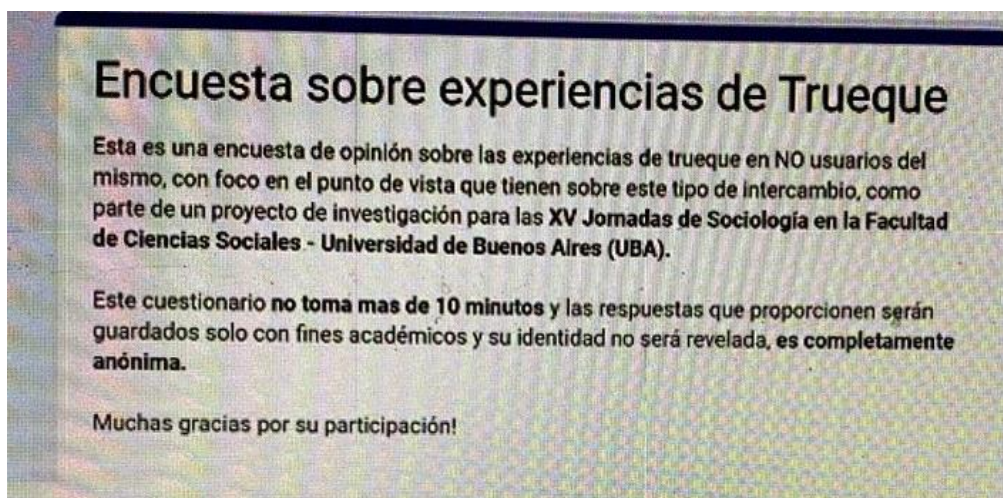 Encuesta sobre experiencias de Trueque
Esta es una encuesta de opinión sobre las experiencias de trueque en NO usuarios del
mismo, con foco en el punto de vista que tienen sobre este tipo de intercambio, como
parte de un proyecto de investigación para las XV Jornadas de Sociología en la Facultad
de Ciencias Sociales - Universidad de Buenos Aires (UBA).
Este cuestionario no toma mas de 10 minutos y las respuestas que proporcionen serán
guardados solo con fines académicos y su identidad no será revelada, es completamente
anónima.
Muchas gracias por su participación!